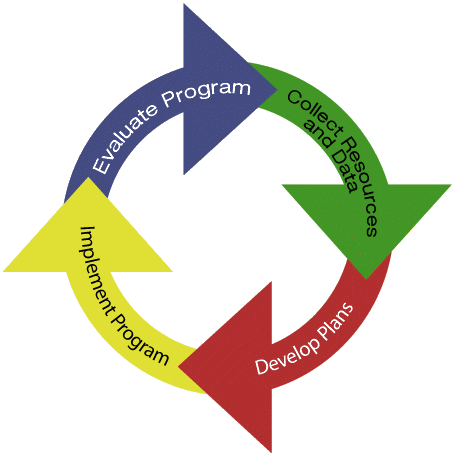 Evaluate Program
Collect Resources
and Data
Develop Plans
Implement Program